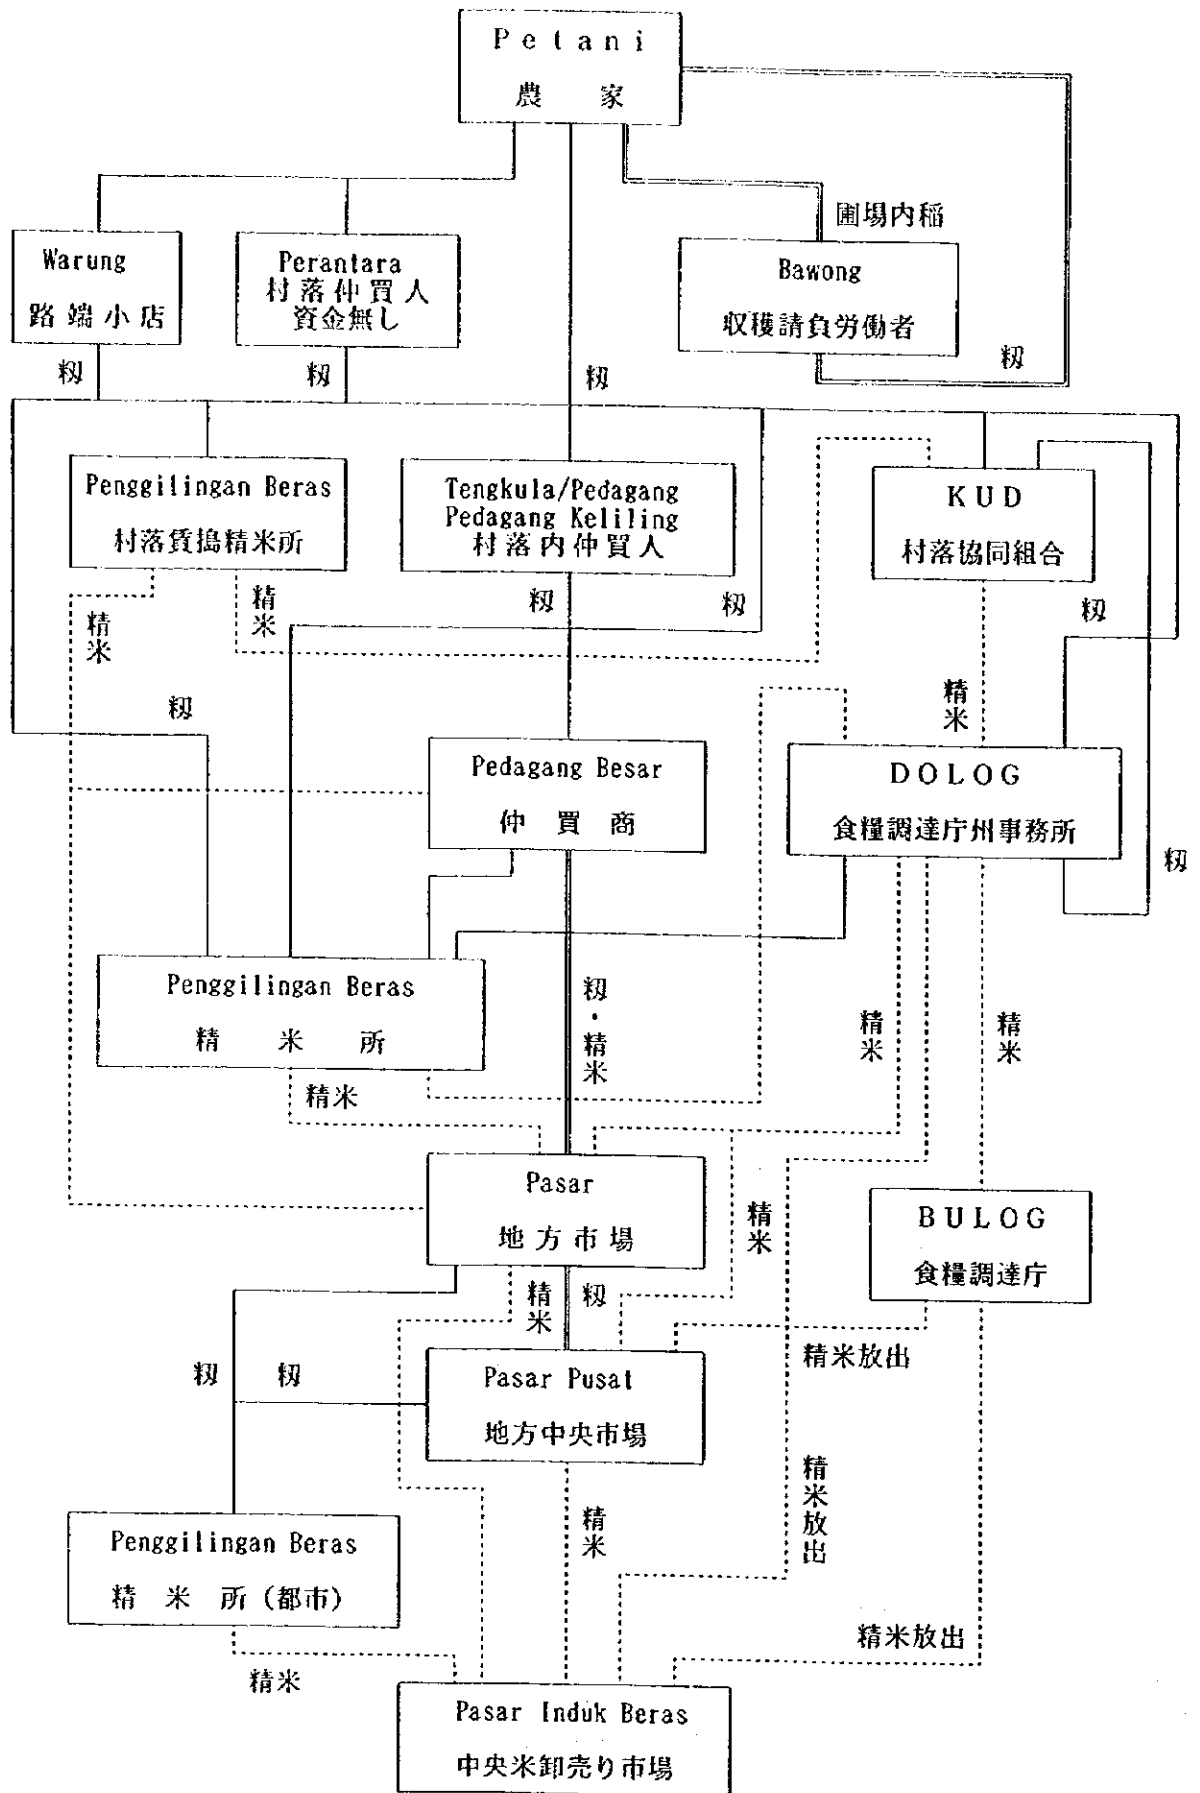 Petani
農家
圃場内稲
Warung
路端小店
Perantara
村落仲買人
資金無し
Bawong
収穫請負労働者
籾
籾
籾
籾
Penggilingan Beras
村落賃搗精米所
Tengkula/Pedagang
Pedagang Keliling
村落内仲買人
KUD
村落協同組合
精米
精米
籾
籾
籾
精米
籾
Pedagang Besar
仲買商
DOLOG
食糧調達庁州事務所
籾
Penggilingan Beras
精米所
籾・精米
精米
精米
精米
Pasar
地方市場
精米
BULOG
食糧調達庁
精米
籾
精米放出
籾
籾
Pasar Pusat
地方中央市場
精米放出
精米
Penggilingan Beras
精米所(都市)
精米放出
精米
Pasar Induk Beras
中央米卸売り市場